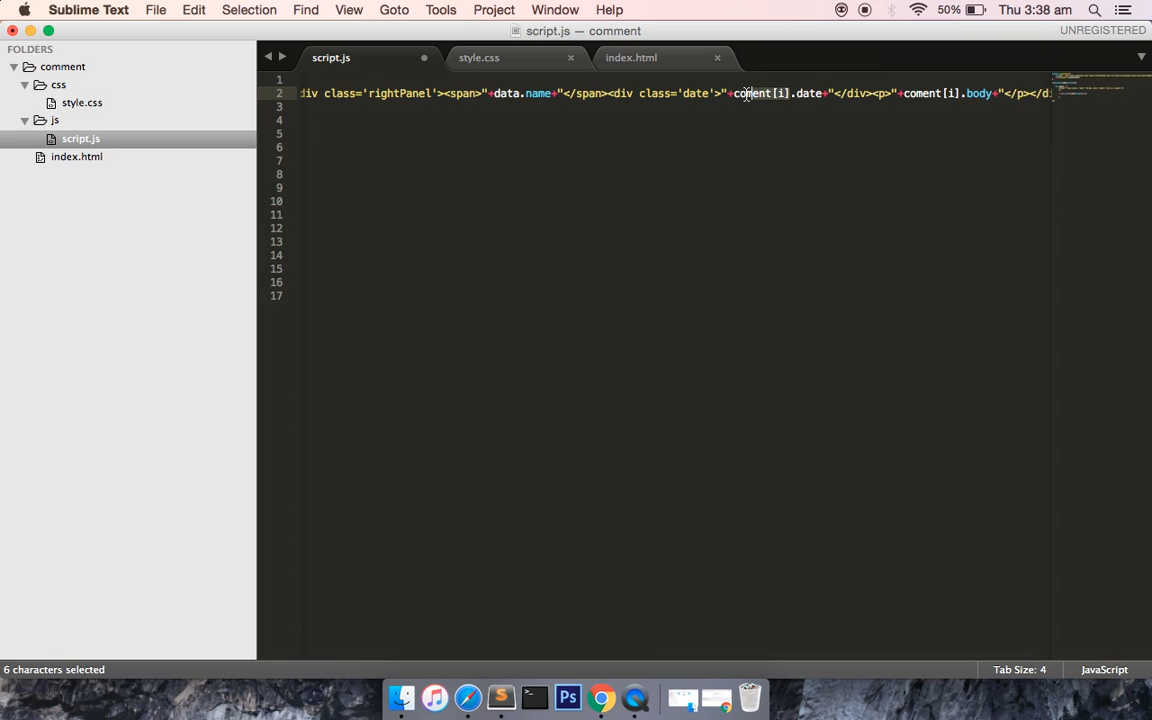 Sublime Text File Edit Selection Find View Goto Tools Project Window Help 50% Thu 3:38 am
script.js — comment UNREGISTERED
FOLDERS
comment
css
style.css
js
script.js
index.html
script.js style.css index.html
1
2 div class='rightPanel'><span>"+data.name+"</span><div class='date'>"+coment[i].date+"</div><p>"+coment[i].body+"</p></di
3
4
5
6
7
8
9
10
11
12
13
14
15
16
17
6 characters selected Tab Size: 4 JavaScript
Ps